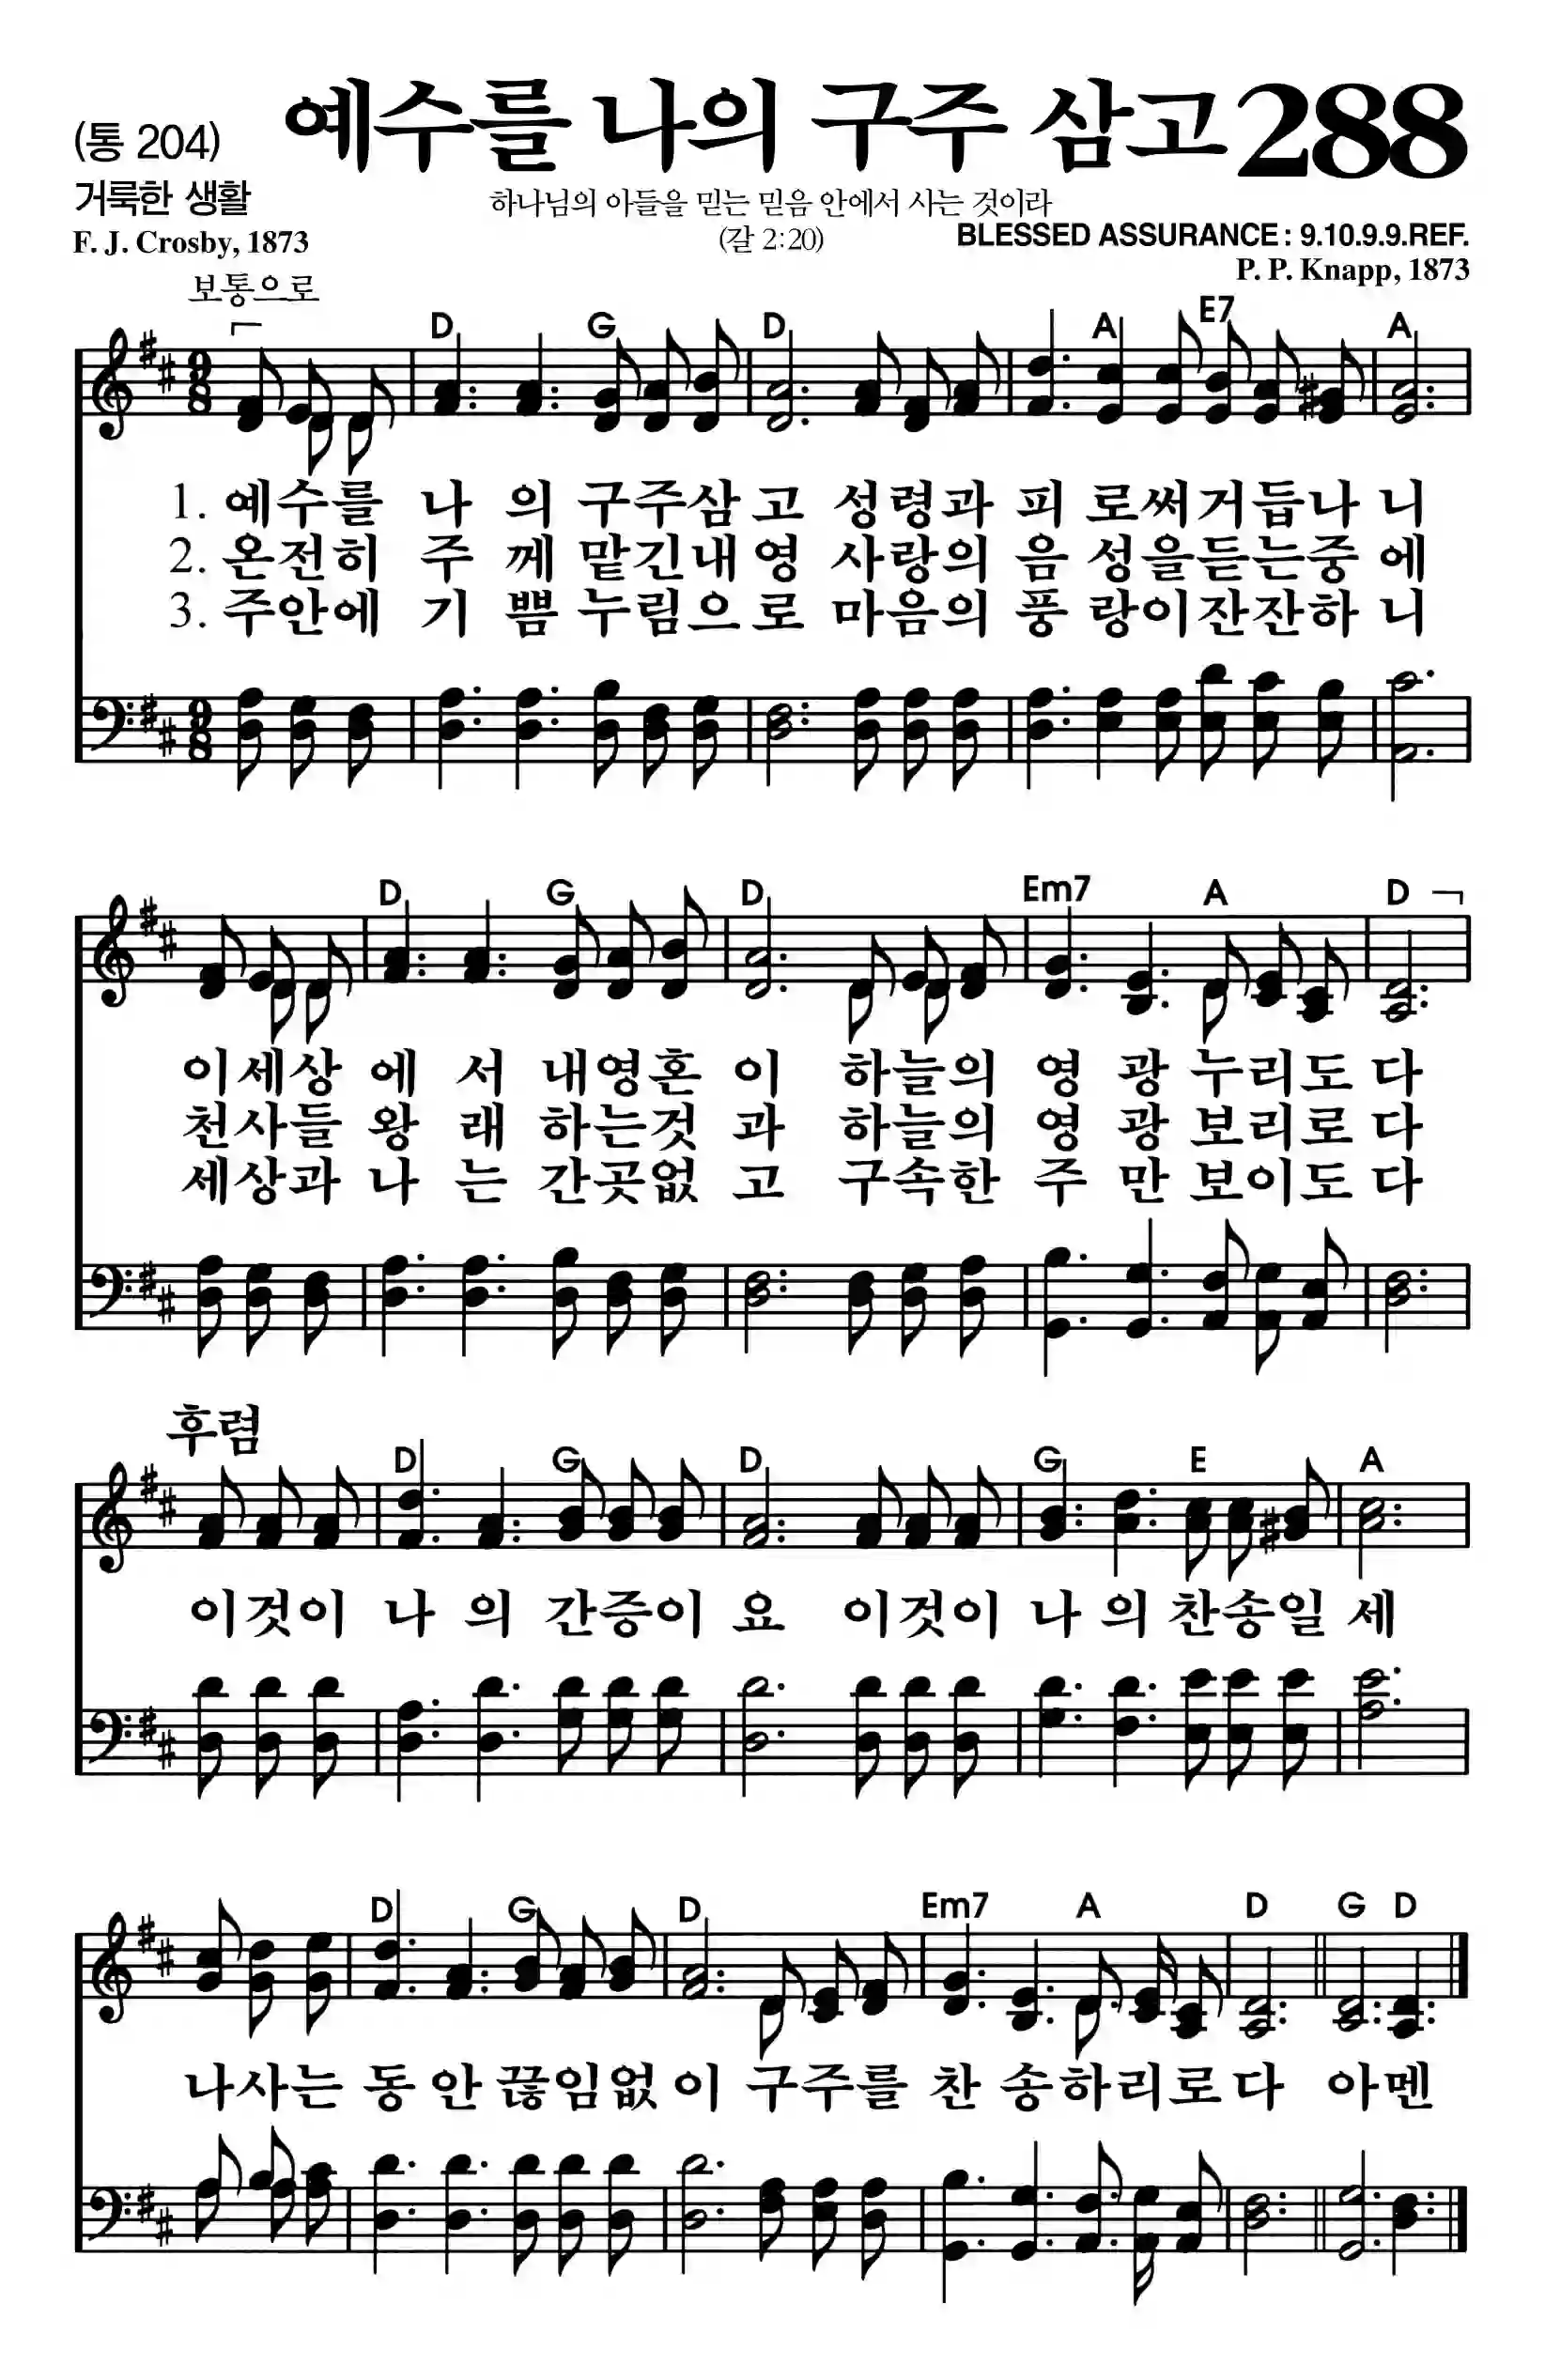 (통 204) 예수를 나의 구주 삼고 288
거룩한 생활
하나님의 아들을 믿는 믿음 안에서 사는 것이라
F. J. Crosby, 1873
(갈 2:20)
BLESSED ASSURANCE : 9.10.9.9.REF.
P. P. Knapp, 1873
보통으로
D G D A E7 A
1. 예수를 나 의 구주삼 고 성령과 피 로써거듭나 니
2. 온전히 주 께 맡긴내 영 사랑의 음 성을듣는중 에
3. 주안에 기 쁨 누림으 로 마음의 풍 랑이잔잔하 니
D G D Em7 A D
이세상 에 서 내영혼 이 하늘의 영 광 누리도 다
천사들 왕 래 하는것 과 하늘의 영 광 보리로 다
세상과 나 는 간곳없 고 구속한 주 만 보이도 다
후렴
D G D G E A
이것이 나 의 간증이 요 이것이 나 의 찬송일 세
D G D Em7 A D G D
나사는 동 안 끊임없 이 구주를 찬 송하리로 다 아멘